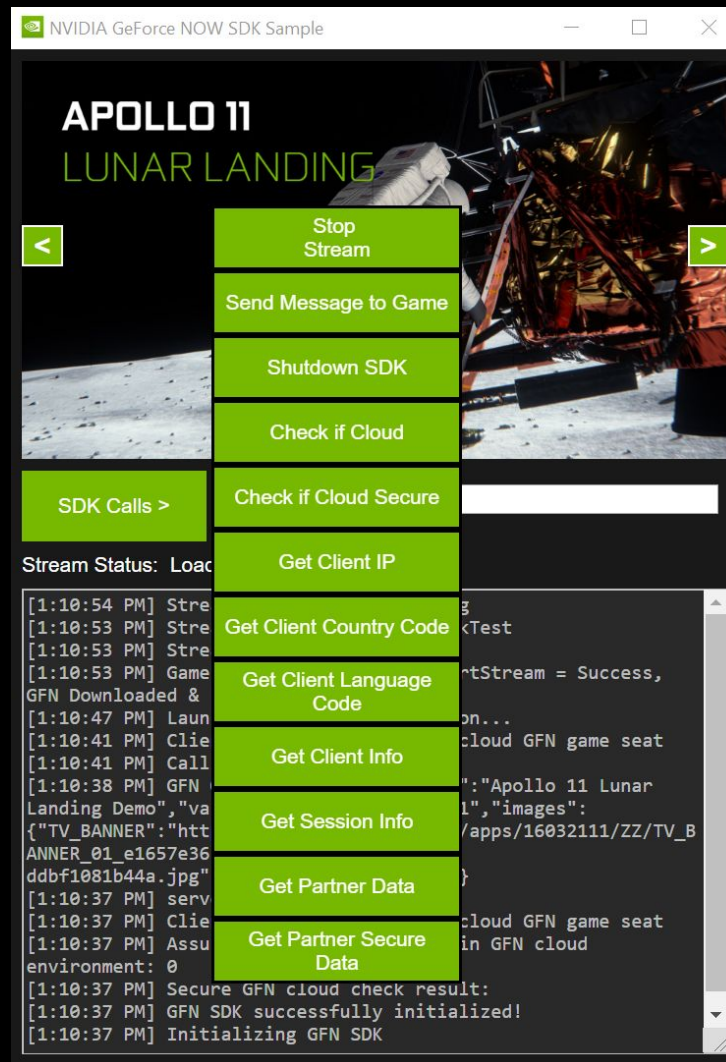 NVIDIA GeForce NOW SDK Sample
APOLLO 11
LUNAR LANDING
<
>
Stop
Stream
Send Message to Game
Shutdown SDK
Check if Cloud
SDK Calls >
Check if Cloud Secure
Get Client IP
Get Client Country Code
Get Client Language
Code
Get Client Info
Get Session Info
Get Partner Data
Get Partner Secure
Data
Stream Status: Loa
[1:10:54 PM] Stre g
[1:10:53 PM] Stre kTest
[1:10:53 PM] Stre
[1:10:53 PM] Game rtStream = Success,
GFN Downloaded &
[1:10:47 PM] Laun on...
[1:10:41 PM] Clie cloud GFN game seat
[1:10:41 PM] Call
[1:10:38 PM] GFN ":"Apollo 11 Lunar
Landing Demo","va l","images":
{"TV_BANNER":"htt /apps/16032111/ZZ/TV_B
ANNER_01_e1657e36
ddbf1081b44a.jpg" }
[1:10:37 PM] serv
[1:10:37 PM] Clie cloud GFN game seat
[1:10:37 PM] Assu in GFN cloud
environment: 0
[1:10:37 PM] Secure GFN cloud check result:
[1:10:37 PM] GFN SDK successfully initialized!
[1:10:37 PM] Initializing GFN SDK